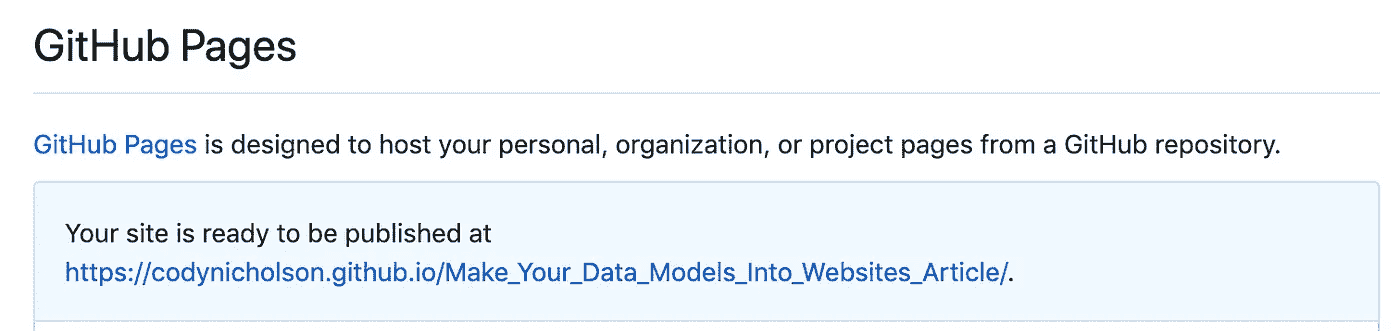 GitHub Pages
GitHub Pages is designed to host your personal, organization, or project pages from a GitHub repository.
Your site is ready to be published at
https://codynicholson.github.io/Make_Your_Data_Models_Into_Websites_Article/.